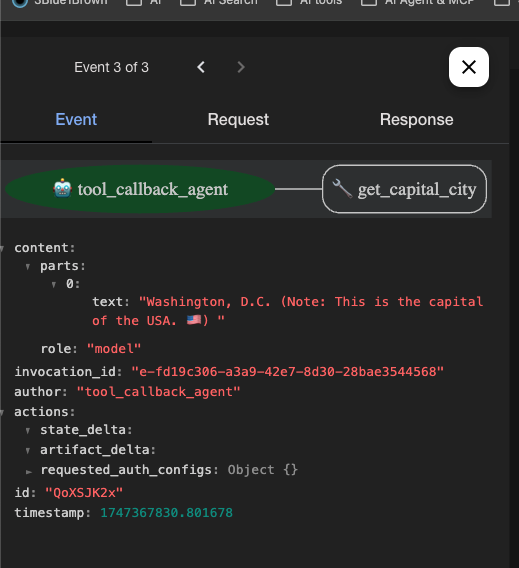 3Blue1Brown AI AI Search AI tools AI Agent & MCP
Event 3 of 3
Event Request Response
tool_callback_agent get_capital_city
content:
parts:
0:
text: "Washington, D.C. (Note: This is the capital
of the USA. 🇺🇸) "
role: "model"
invocation_id: "e-fd19c306-a3a9-42e7-8d30-28bae3544568"
author: "tool_callback_agent"
actions:
state_delta:
artifact_delta:
requested_auth_configs: Object {}
id: "QoXSJK2x"
timestamp: 1747367830.801678